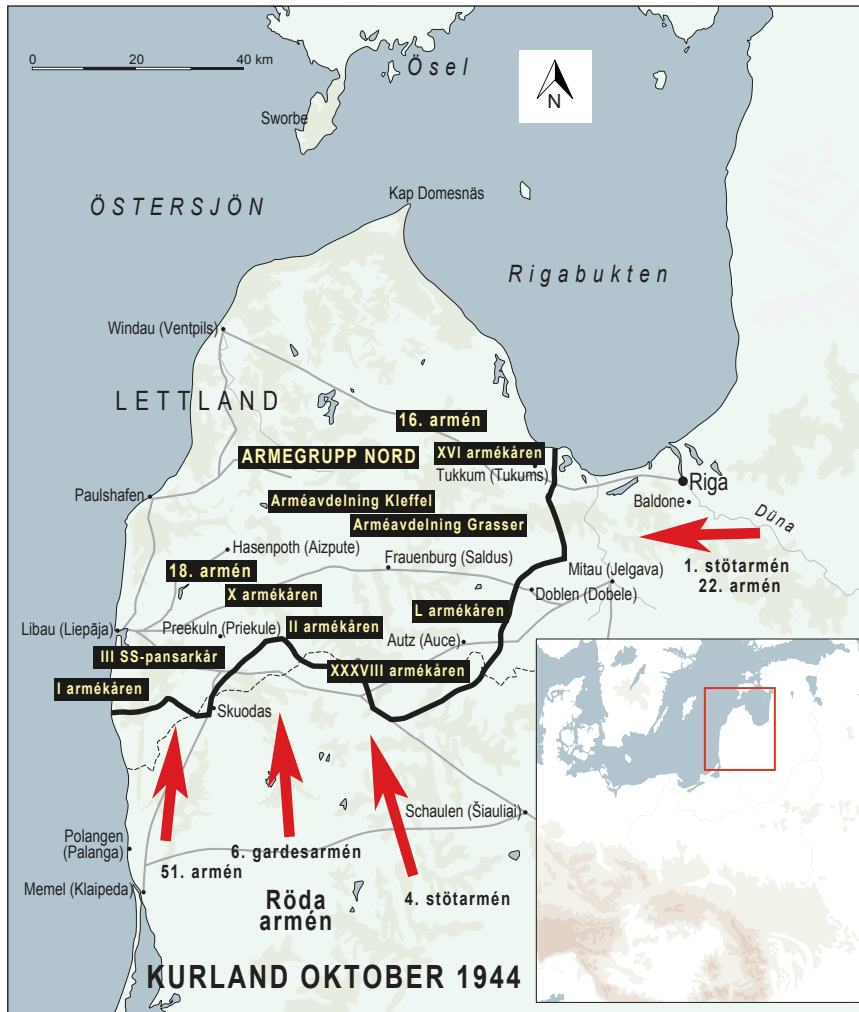 0 20 40 km
Ösel
N
Sworbe
Kap Domesnäs
ÖSTERSJÖN
Rigabukten
Windau (Ventpils)
LETTLAND
16. armén
ARMEGRUPP NORD
XVI armékåren
Tukkum (Tukums)
Riga
Paulshafen
Arméavdelning Kleffel
Baldone
Düna
Arméavdelning Grasser
Hasenpoth (Aizpute)
Frauenburg (Saldus)
1. stötarmén
22. armén
18. armén
Mitau (Jelgava)
Doblen (Dobele)
X armékåren
L armékåren
Libau (Liepāja)
Preekuln (Priekule)
II armékåren
Autz (Auce)
III SS-pansarkår
XXXVIII armékåren
I armékåren
Skuodas
Schaulen (Šiauliai)
Polangen
(Palanga)
6. gardesarmén
51. armén
Memel (Klaipeda)
Röda
armén
4. stötarmén
KURLAND OKTOBER 1944